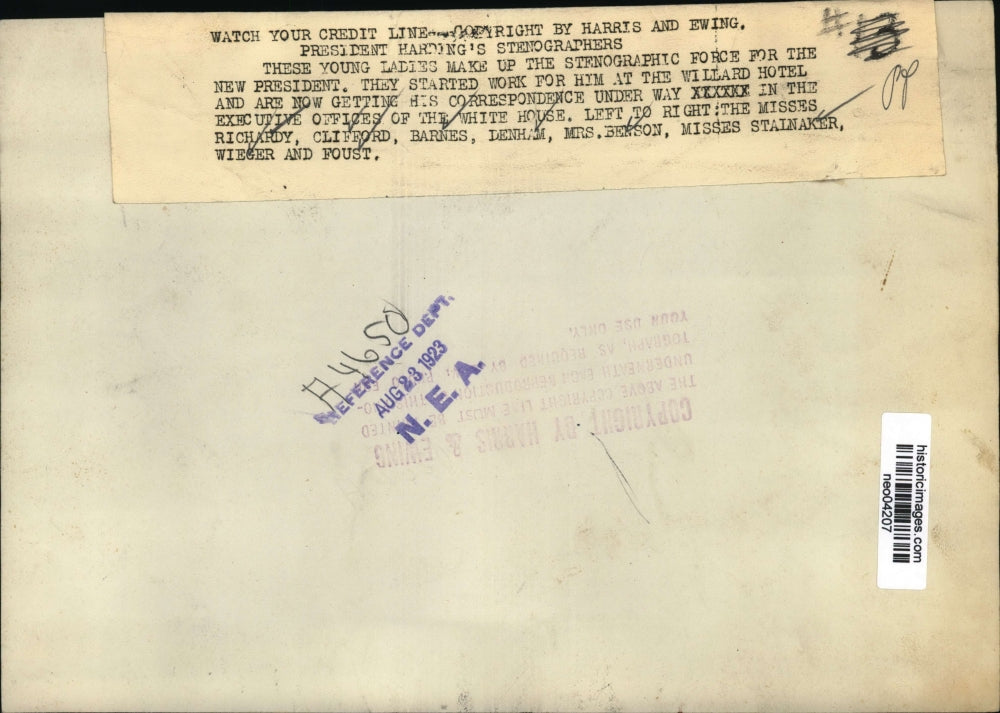 WATCH YOUR CREDIT LINE---COPYRIGHT BY HARRIS AND EWING.
PRESIDENT HARDING'S STENOGRAPHERS
THESE YOUNG LADIES MAKE UP THE STENOGRAPHIC FORCE FOR THE
NEW PRESIDENT. THEY STARTED WORK FOR HIM AT THE WILLARD HOTEL
AND ARE NOW GETTING HIS CORRESPONDENCE UNDER WAY XXXXXX IN THE
EXECUTIVE OFFICES OF THE WHITE HOUSE. LEFT TO RIGHT:THE MISSES
RICHARDY, CLIFFORD, BARNES, DENHAM, MRS.BENSON, MISSES STALNAKER,
WIEGER AND FOUST.
A4650
REFERENCE DEPT.
AUG 23 1923
N. E. A.
COPYRIGHT BY HARRIS & EWING
THE ABOVE COPYRIGHT LINE MUST BE PRINTED
UNDERNEATH EACH REPRODUCTION THIS PHO-
TOGRAPH, AS REQUIRED BY
YOUR USE ONLY.
historicimages.com
neo04207